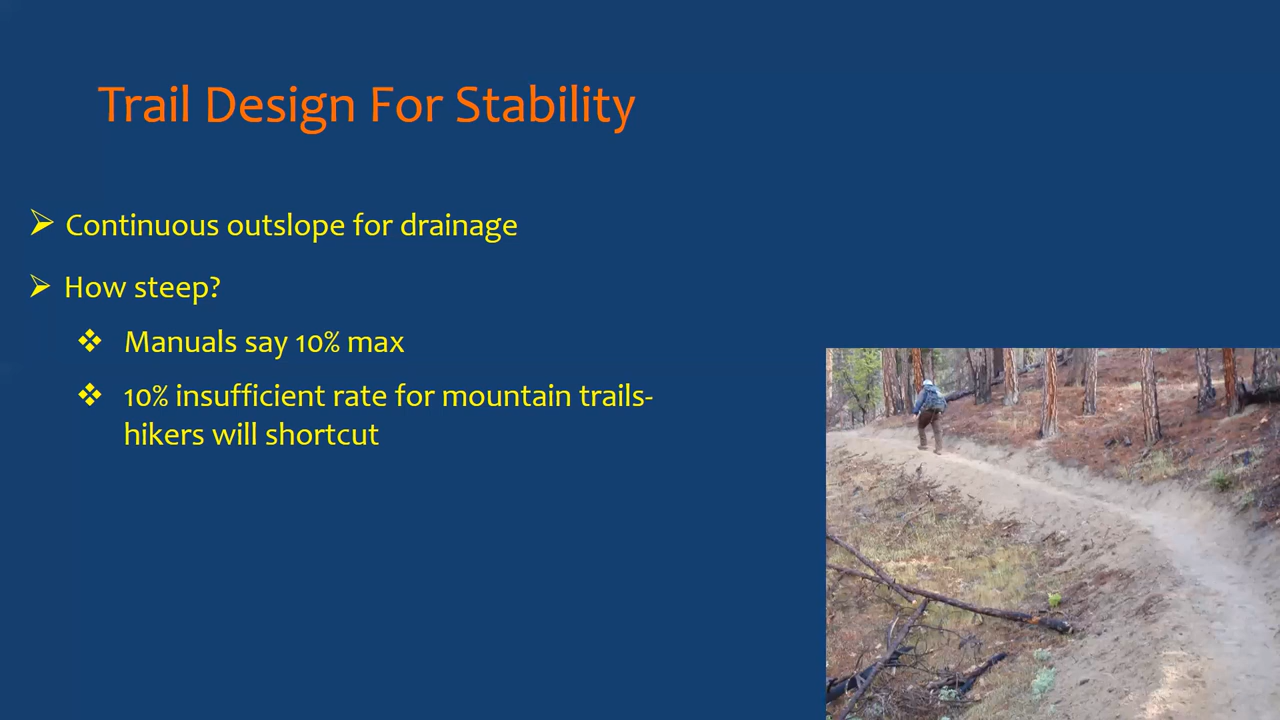 Trail Design For Stability
➢ Continuous outslope for drainage
➢ How steep?
❖ Manuals say 10% max
❖ 10% insufficient rate for mountain trails-
hikers will shortcut